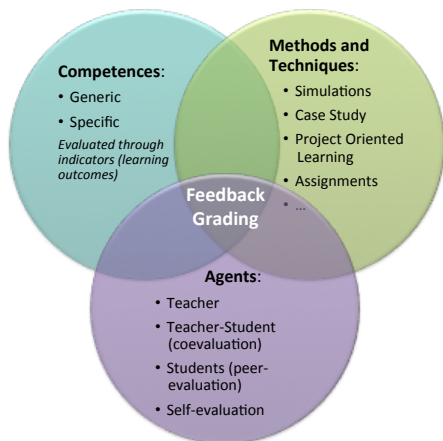 Competences:
• Generic
• Specific
Evaluated through
indicators (learning
outcomes)
Methods and
Techniques:
• Simulations
• Case Study
• Project Oriented
Learning
• Assignments
• ...
Feedback
Grading
Agents:
• Teacher
• Teacher-Student
(coevaluation)
• Students (peer-
evaluation)
• Self-evaluation